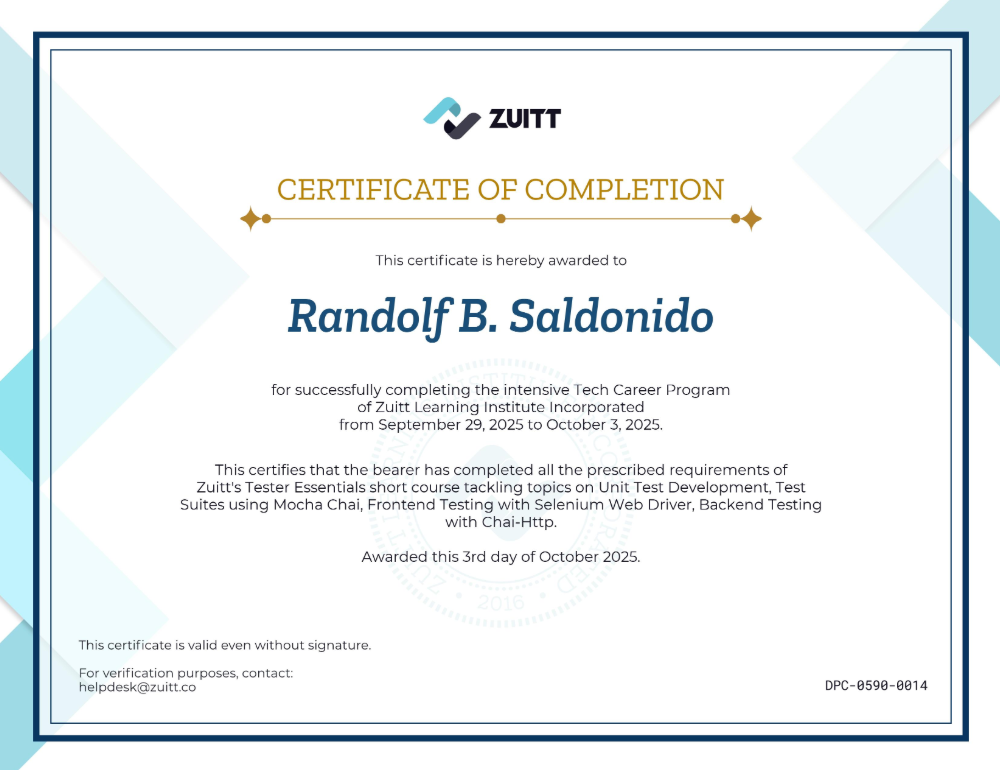 ZUITT
CERTIFICATE OF COMPLETION
This certificate is hereby awarded to
Randolf B. Saldonido
for successfully completing the intensive Tech Career Program
of Zuitt Learning Institute Incorporated
from September 29, 2025 to October 3, 2025.
This certifies that the bearer has completed all the prescribed requirements of
Zuitt's Tester Essentials short course tackling topics on Unit Test Development, Test
Suites using Mocha Chai, Frontend Testing with Selenium Web Driver, Backend Testing
with Chai-Http.
Awarded this 3rd day of October 2025.
2016
This certificate is valid even without signature.
For verification purposes, contact:
helpdesk@zuitt.co
DPC-0590-0014